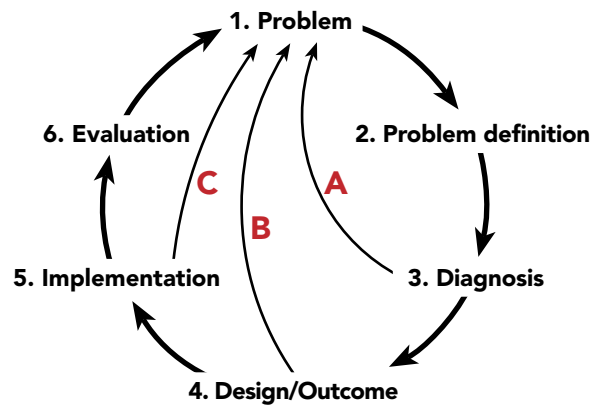 1. Problem
6. Evaluation
2. Problem definition
C
A
B
5. Implementation
3. Diagnosis
4. Design/Outcome